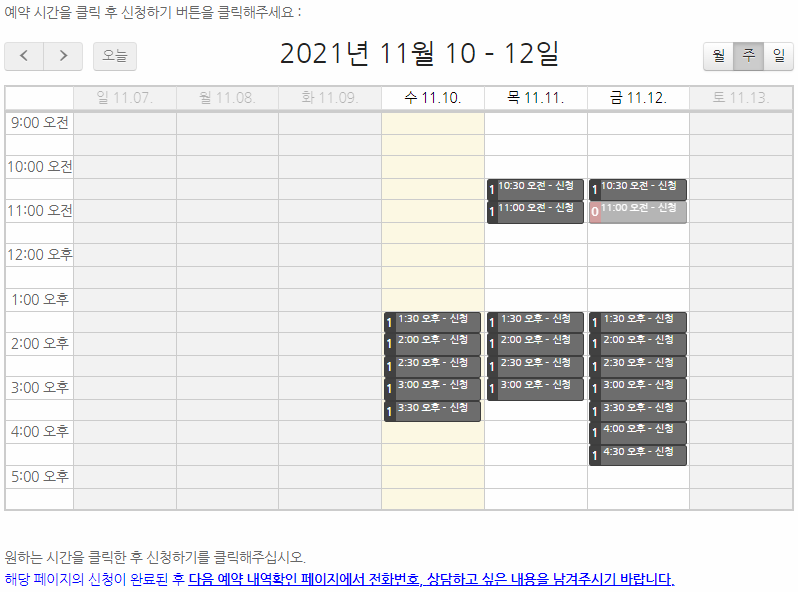 예약 시간을 클릭 후 신청하기 버튼을 클릭해주세요 :
오늘
2021년 11월 10 - 12일
월 주 일
일 11.07. 월 11.08. 화 11.09. 수 11.10. 목 11.11. 금 11.12. 토 11.13.
9:00 오전
10:00 오전
1 10:30 오전 - 신청 1 10:30 오전 - 신청
11:00 오전 1 11:00 오전 - 신청 0 11:00 오전 - 신청
12:00 오후
1:00 오후
1 1:30 오후 - 신청 1 1:30 오후 - 신청 1 1:30 오후 - 신청
2:00 오후 1 2:00 오후 - 신청 1 2:00 오후 - 신청 1 2:00 오후 - 신청
1 2:30 오후 - 신청 1 2:30 오후 - 신청 1 2:30 오후 - 신청
3:00 오후 1 3:00 오후 - 신청 1 3:00 오후 - 신청 1 3:00 오후 - 신청
1 3:30 오후 - 신청 1 3:30 오후 - 신청
4:00 오후 1 4:00 오후 - 신청
1 4:30 오후 - 신청
5:00 오후
원하는 시간을 클릭한 후 신청하기를 클릭해주십시오.
해당 페이지의 신청이 완료된 후 다음 예약 내역확인 페이지에서 전화번호, 상담하고 싶은 내용을 남겨주시기 바랍니다.